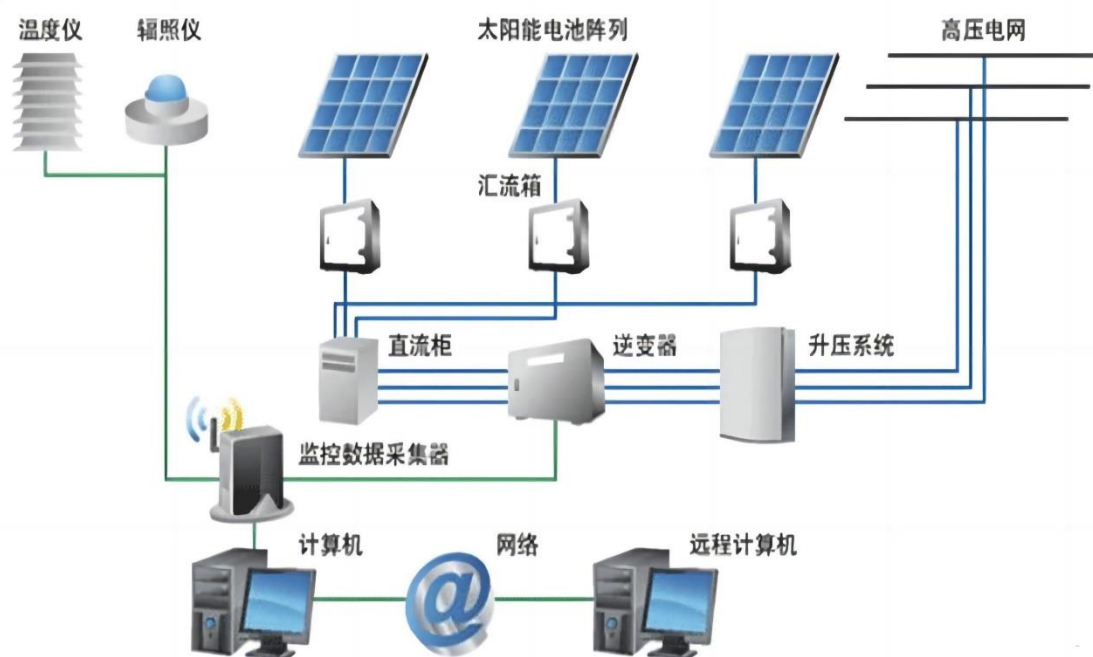 温度仪
辐照仪
太阳能电池阵列
高压电网
汇流箱
直流柜
逆变器
升压系统
监控数据采集器
计算机
网络
远程计算机
@